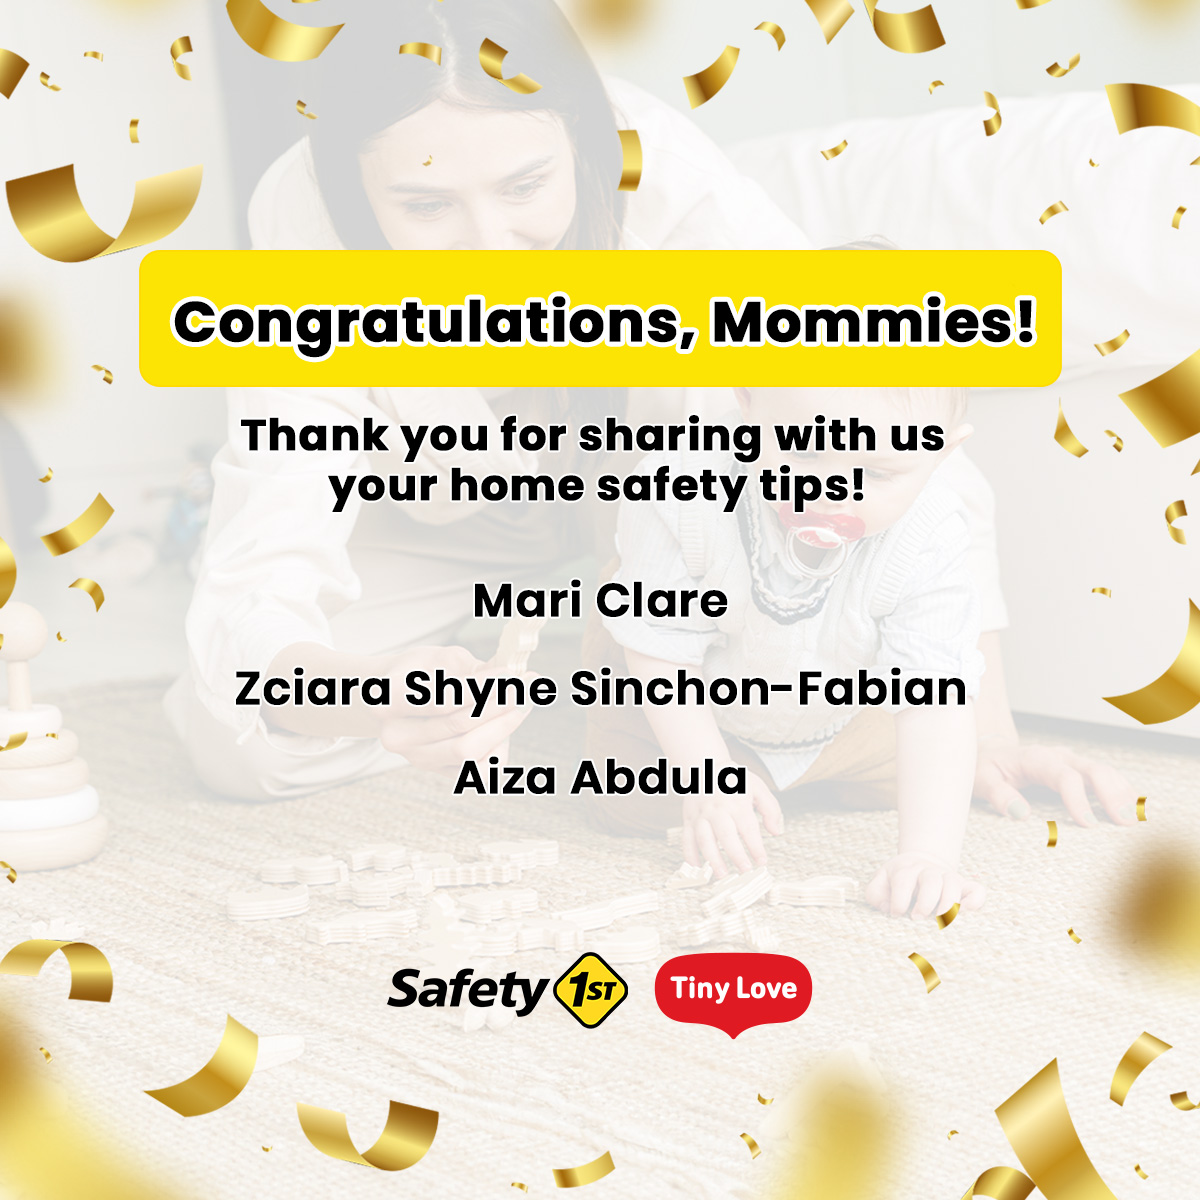 Congratulations, Mommies!
Thank you for sharing with us
your home safety tips!
Mari Clare
Zciara Shyne Sinchon-Fabian
Aiza Abdula
Safety 1ST
Tiny Love